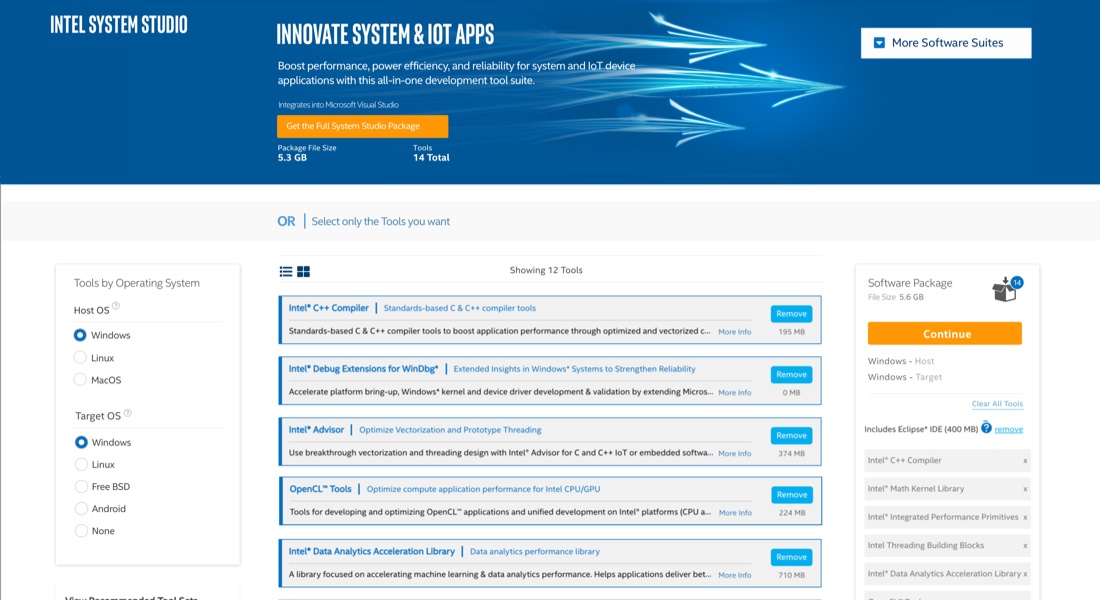 INTEL SYSTEM STUDIO
INNOVATE SYSTEM & IOT APPS
Boost performance, power efficiency, and reliability for system and IoT device
applications with this all-in-one development tool suite.
Integrates into Microsoft Visual Studio
Get the Full System Studio Package
Package File Size
5.3 GB
Tools
14 Total
More Software Suites
OR | Select only the Tools you want
Tools by Operating System
Host OS ?
Windows
Linux
MacOS
Target OS ?
Windows
Linux
Free BSD
Android
None
View Recommended Tool Sets
Showing 12 Tools
Intel® C++ Compiler | Standards-based C & C++ compiler tools
Remove
Standards-based C & C++ compiler tools to boost application performance through optimized and vectorized c... More Info
195 MB
Intel® Debug Extensions for WinDbg* | Extended Insights in Windows* Systems to Strengthen Reliability
Remove
Accelerate platform bring-up, Windows* kernel and device driver development & validation by extending Micros... More Info
0 MB
Intel® Advisor | Optimize Vectorization and Prototype Threading
Remove
Use breakthrough vectorization and threading design with Intel® Advisor for C and C++ IoT or embedded softwa... More Info
374 MB
OpenCL™ Tools | Optimize compute application performance for Intel CPU/GPU
Remove
Tools for developing and optimizing OpenCL™ applications and unified development on Intel® platforms (CPU a... More Info
224 MB
Intel® Data Analytics Acceleration Library | Data analytics performance library
Remove
A library focused on accelerating machine learning & data analytics performance. Helps applications deliver bet... More Info
710 MB
Software Package
File Size 5.6 GB
14
Continue
Windows - Host
Windows - Target
Clear All Tools
Includes Eclipse* IDE (400 MB) ? remove
Intel® C++ Compiler x
Intel® Math Kernel Library x
Intel® Integrated Performance Primitives x
Intel Threading Building Blocks x
Intel® Data Analytics Acceleration Library x